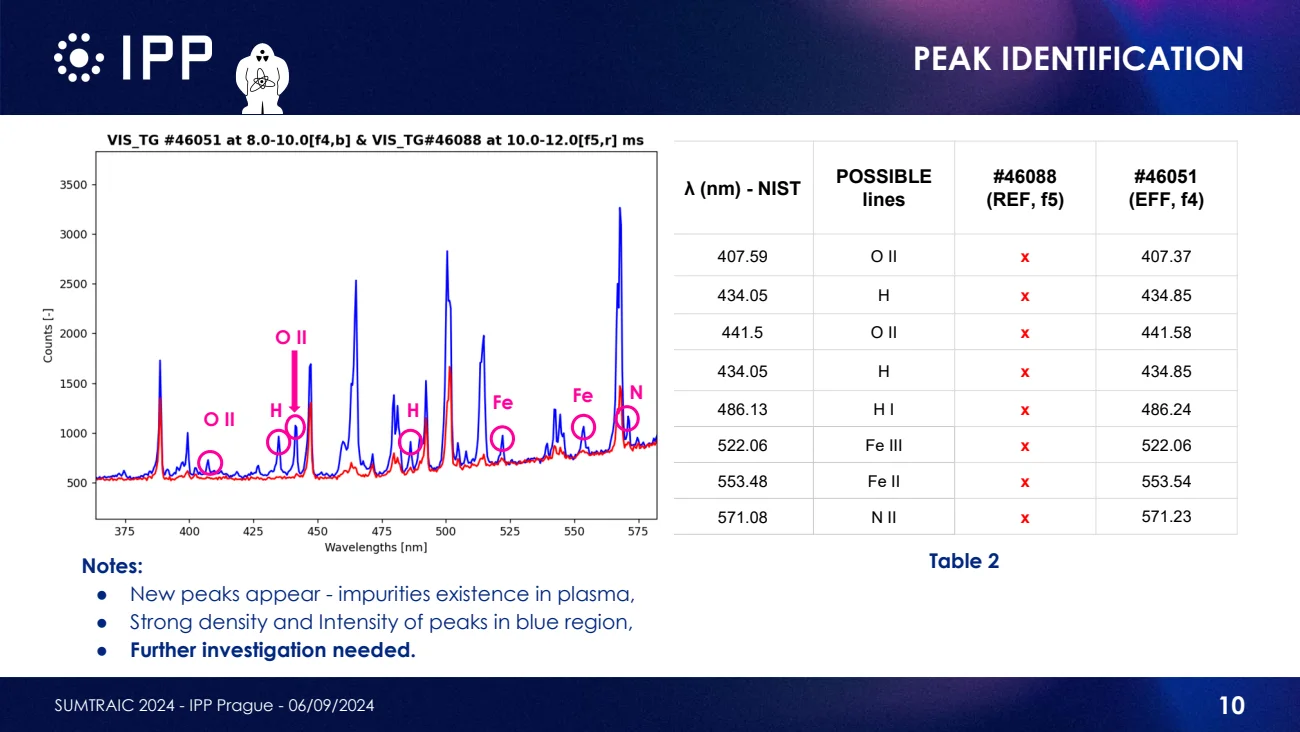 IPP
PEAK IDENTIFICATION
VIS_TG #46051 at 8.0-10.0[f4,b] & VIS_TG#46088 at 10.0-12.0[f5,r] ms
Counts [-]
3500
3000
2500
2000
1500
1000
500
O II
O II
H
H
Fe
Fe
N
375
400
425
450
475
500
525
550
575
Wavelengths [nm]
λ (nm) - NIST
POSSIBLE
lines
#46088
(REF, f5)
#46051
(EFF, f4)
407.59 O II x 407.37
434.05 H x 434.85
441.5 O II x 441.58
434.05 H x 434.85
486.13 H I x 486.24
522.06 Fe III x 522.06
553.48 Fe II x 553.54
571.08 N II x 571.23
Table 2
Notes:
● New peaks appear - impurities existence in plasma,
● Strong density and Intensity of peaks in blue region,
● Further investigation needed.
SUMTRAIC 2024 - IPP Prague - 06/09/2024
10